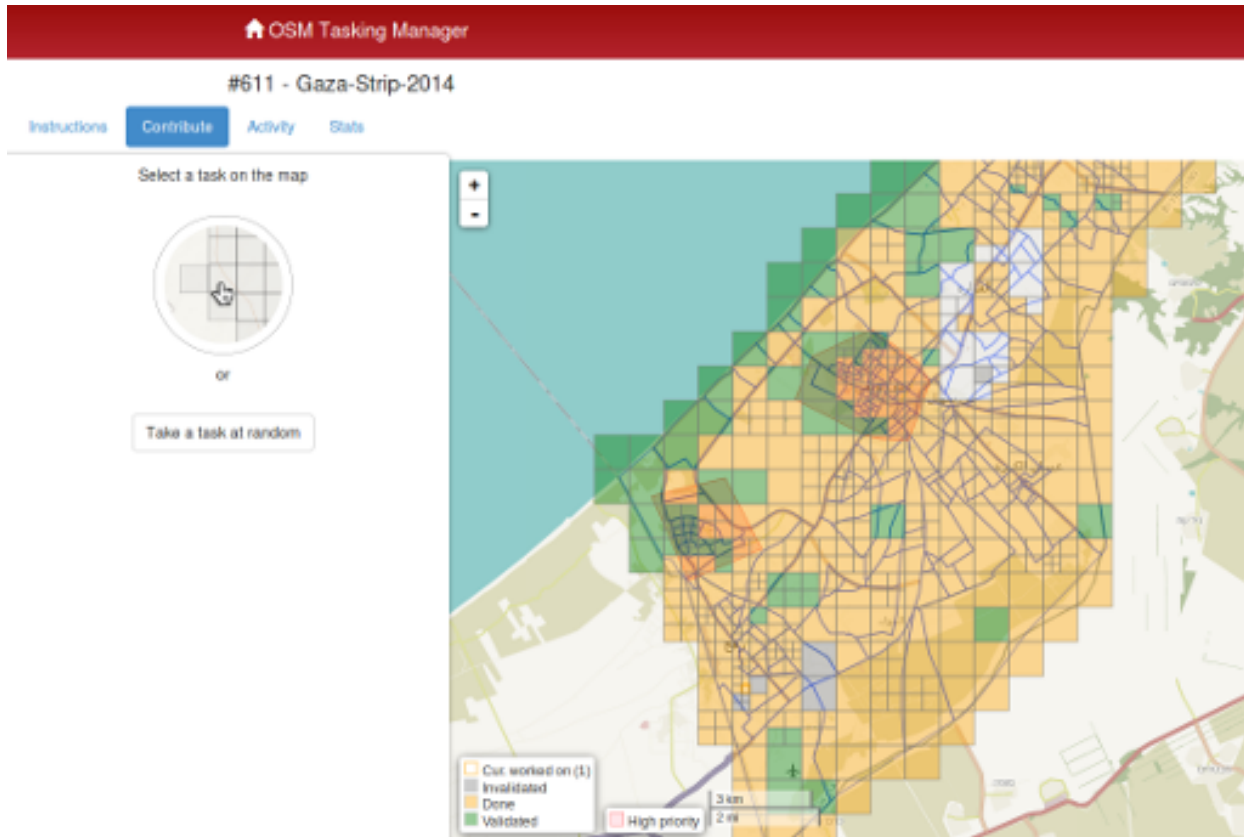 OSM Tasking Manager
#611 - Gaza-Strip-2014
Instructions Contribute Activity Stats
Select a task on the map
+
-
or
Take a task at random
Cur. worked on (1)
Invalidated
Done
Validated
High priority
3 km
2 mi